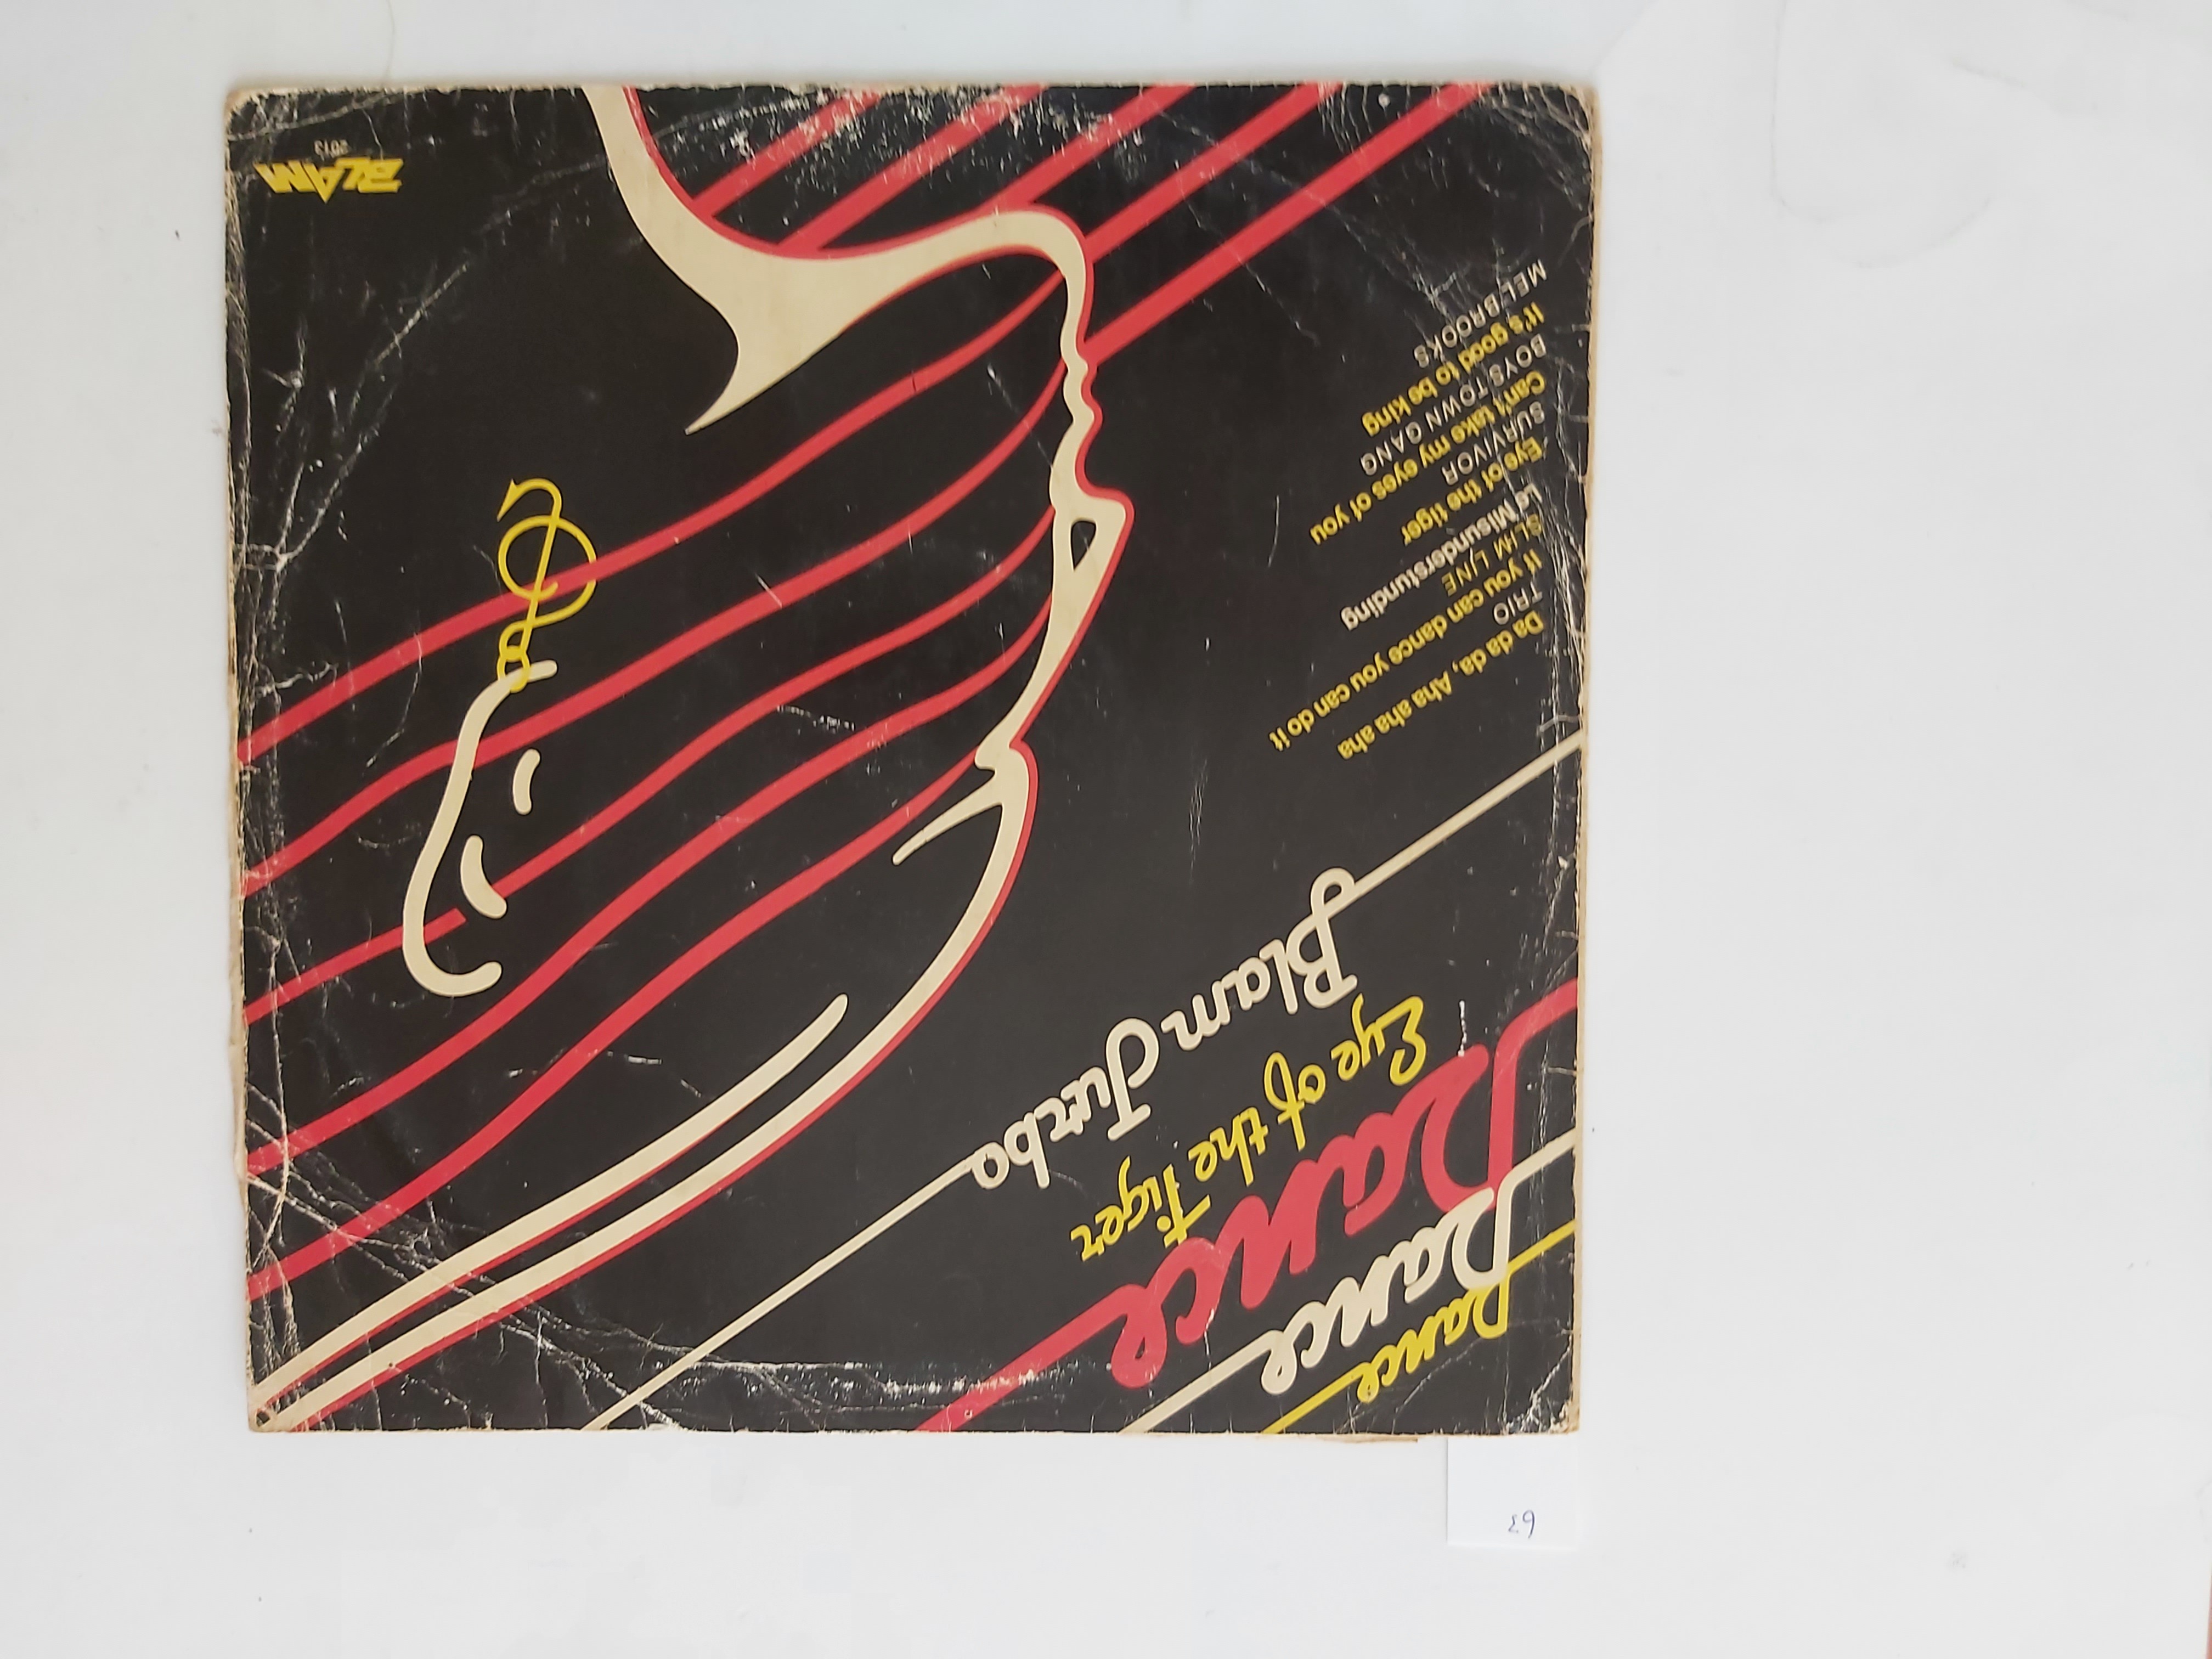 63
Dance
Dance
Dance
Eye of the Tiger
Blam Turbo
Da da da, Aha aha aha
TRIO
If you can dance you can do it
SLIM LINE
Le Misunderstunding
Eye of the tiger
SURVIVOR
Can't take my eyes of you
BOYS TOWN GANG
It's good to be king
MEL BROOKS
BLAM
2013